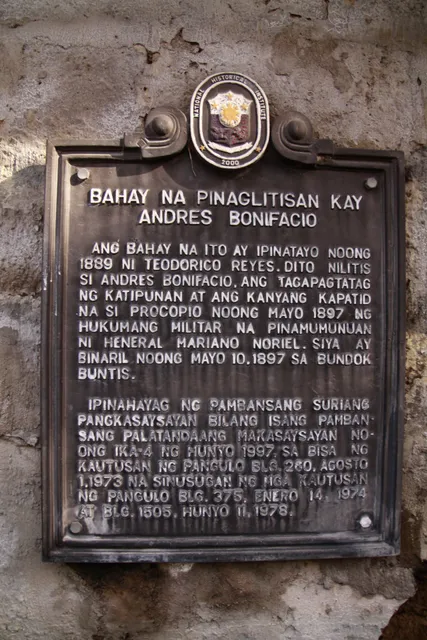 NATIONAL HISTORICAL INSTITUTE
2000
BAHAY NA PINAGLITISAN KAY
ANDRES BONIFACIO
ANG BAHAY NA ITO AY IPINATAYO NOONG
1889 NI TEODORICO REYES. DITO NILITIS
SI ANDRES BONIFACIO, ANG TAGAPAGTATAG
NG KATIPUNAN AT ANG KANYANG KAPATID
NA SI PROCOPIO NOONG MAYO 1897 NG
HUKUMANG MILITAR NA PINAMUMUNUAN
NI HENERAL MARIANO NORIEL. SIYA AY
BINARIL NOONG MAYO 10, 1897 SA BUNDOK
BUNTIS.
IPINAHAYAG NG PAMBANSANG SURIANG
PANGKASAYSAYAN BILANG ISANG PAMBAN-
SANG PALATANDAANG MAKASAYSAYAN NO-
ONG IKA-4 NG HUNYO 1997, SA BISA NG
KAUTUSAN NG PANGULO BLG. 260, AGOSTO
1, 1973 NA SINUSUGAN NG MGA KAUTUSAN
NG PANGULO BLG. 375, ENERO 14, 1974
AT BLG. 1505, HUNYO 11, 1978.